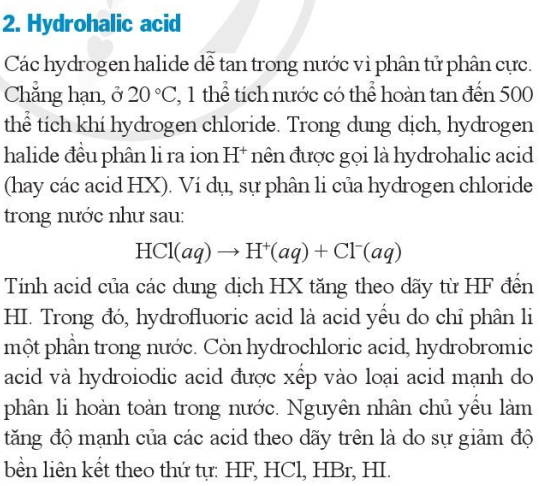 2. Hydrohalic acid
Các hydrogen halide dễ tan trong nước vì phân tử phân cực.
Chẳng hạn, ở 20 °C, 1 thể tích nước có thể hoàn tan đến 500
thể tích khí hydrogen chloride. Trong dung dịch, hydrogen
halide đều phân li ra ion H⁺ nên được gọi là hydrohalic acid
(hay các acid HX). Ví dụ, sự phân li của hydrogen chloride
trong nước như sau:
HCl(aq) → H⁺(aq) + Cl⁻(aq)
Tính acid của các dung dịch HX tăng theo dãy từ HF đến
HI. Trong đó, hydrofluoric acid là acid yếu do chỉ phân li
một phần trong nước. Còn hydrochloric acid, hydrobromic
acid và hydroiodic acid được xếp vào loại acid mạnh do
phân li hoàn toàn trong nước. Nguyên nhân chủ yếu làm
tăng độ mạnh của các acid theo dãy trên là do sự giảm độ
bền liên kết theo thứ tự: HF, HCl, HBr, HI.